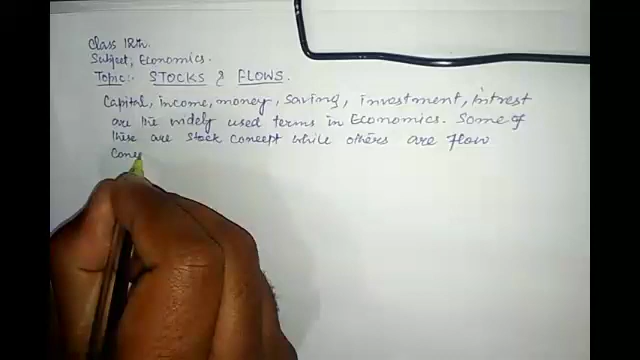 Class 12th.
Subject, Economics.
Topic:- STOCKS & FLOWS.
Capital, income, money, saving, investment, intrest
are the widely used terms in Economics. Some of
these are stock concept while others are flow
Conce